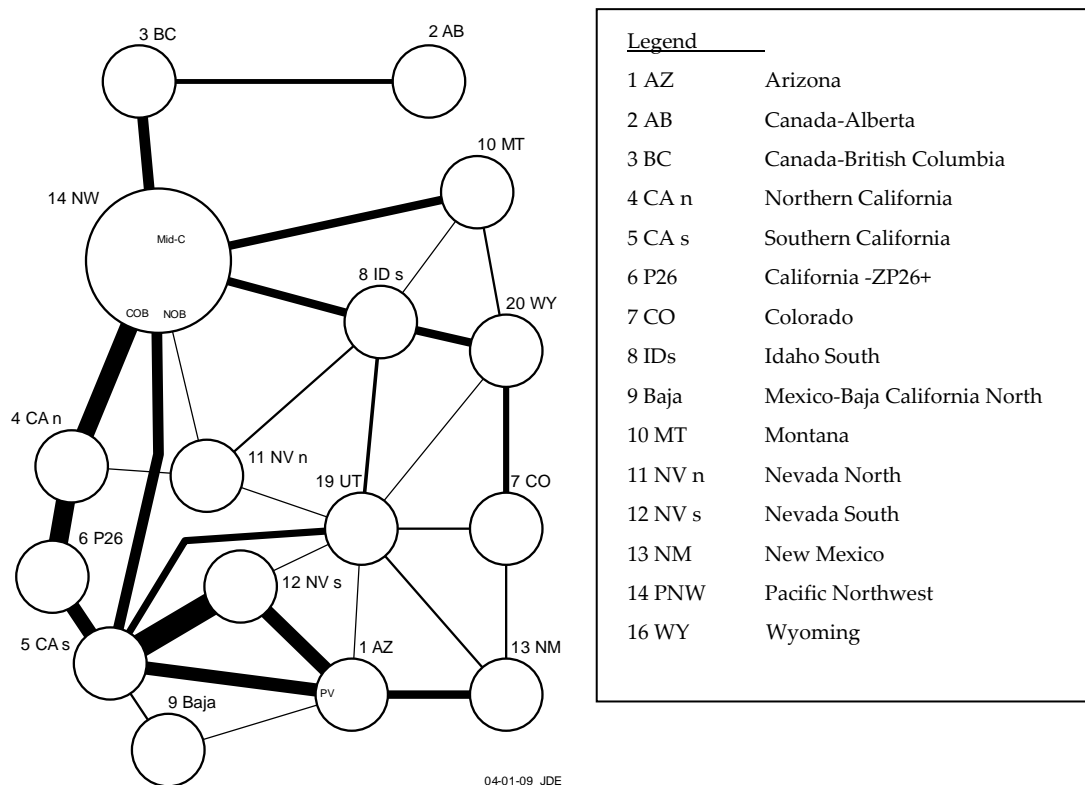 3 BC
2 AB
10 MT
14 NW
Mid-C
8 ID s
20 WY
COB NOB
4 CA n
11 NV n
19 UT
7 CO
6 P26
12 NV s
5 CA s
1 AZ
13 NM
PV
9 Baja
04-01-09 JDE
Legend
1 AZ Arizona
2 AB Canada-Alberta
3 BC Canada-British Columbia
4 CA n Northern California
5 CA s Southern California
6 P26 California -ZP26+
7 CO Colorado
8 IDs Idaho South
9 Baja Mexico-Baja California North
10 MT Montana
11 NV n Nevada North
12 NV s Nevada South
13 NM New Mexico
14 PNW Pacific Northwest
16 WY Wyoming